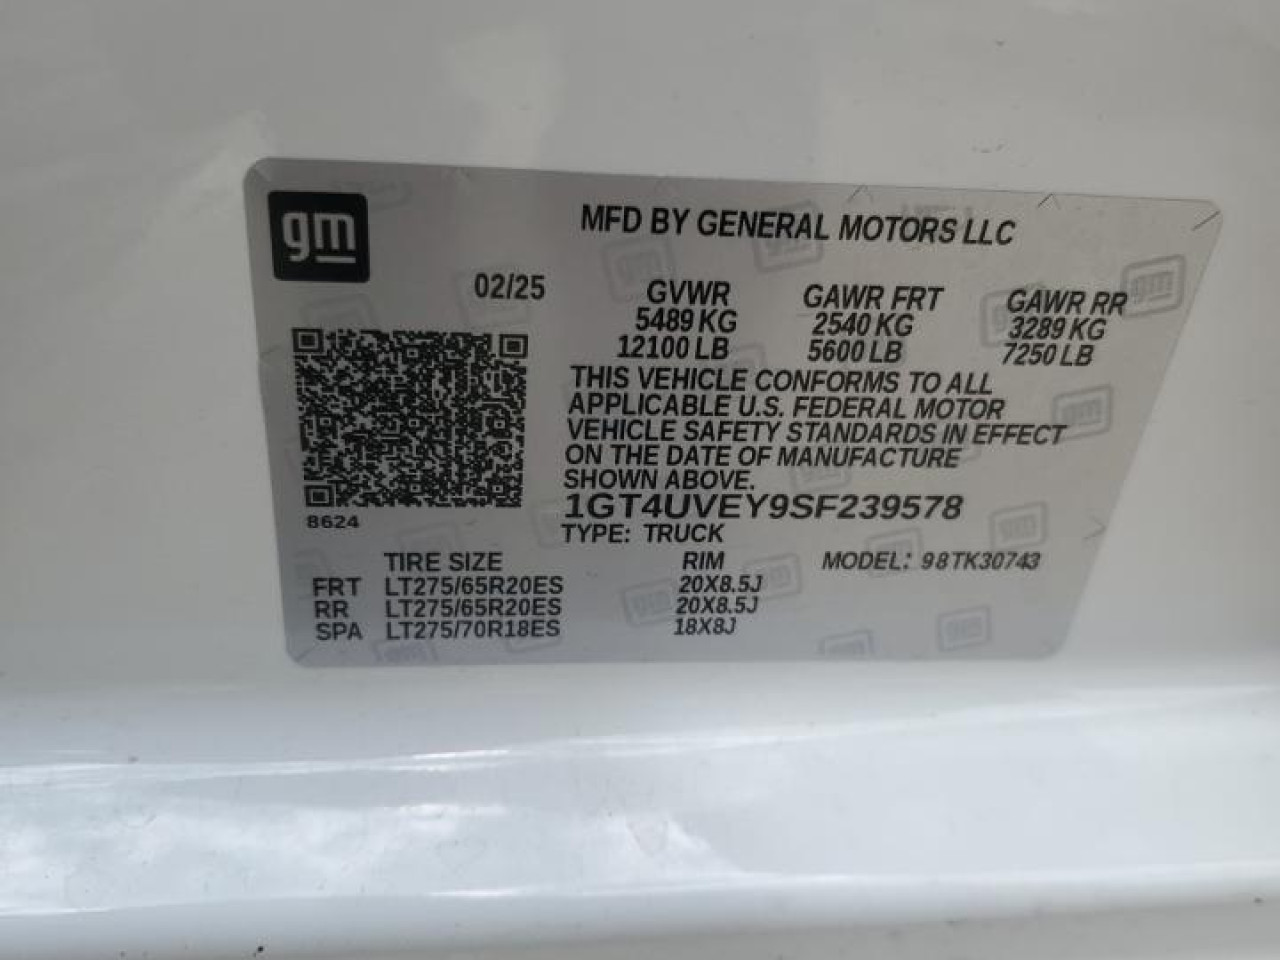 gm
MFD BY GENERAL MOTORS LLC
02/25 GVWR GAWR FRT GAWR RR
5489 KG 2540 KG 3289 KG
12100 LB 5600 LB 7250 LB
THIS VEHICLE CONFORMS TO ALL
APPLICABLE U.S. FEDERAL MOTOR
VEHICLE SAFETY STANDARDS IN EFFECT
ON THE DATE OF MANUFACTURE
SHOWN ABOVE.
1GT4UVEY9SF239578
8624
TYPE: TRUCK
TIRE SIZE RIM MODEL: 98TK30743
FRT LT275/65R20ES 20X8.5J
RR LT275/65R20ES 20X8.5J
SPA LT275/70R18ES 18X8J